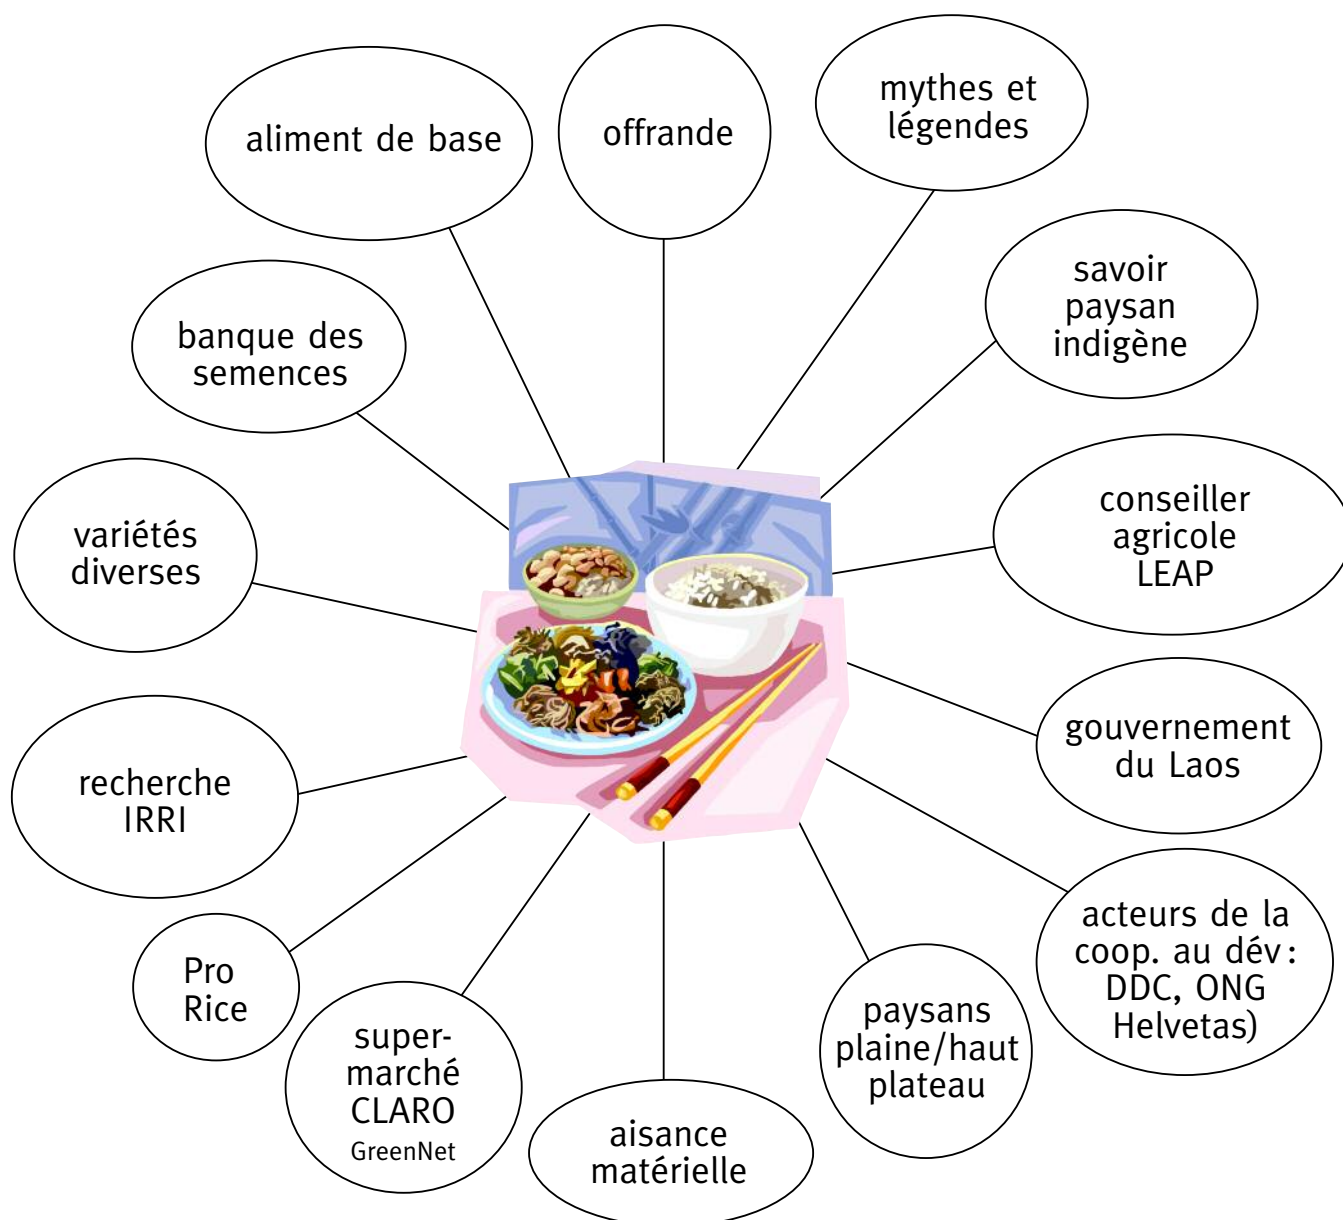 aliment de base
offrande
mythes et
légendes
savoir
paysan
indigène
conseiller
agricole
LEAP
gouvernement
du Laos
acteurs de la
coop. au dév :
DDC, ONG
Helvetas)
paysans
plaine/haut
plateau
aisance
matérielle
super-
marché
CLARO
GreenNet
Pro
Rice
recherche
IRRI
variétés
diverses
banque des
semences